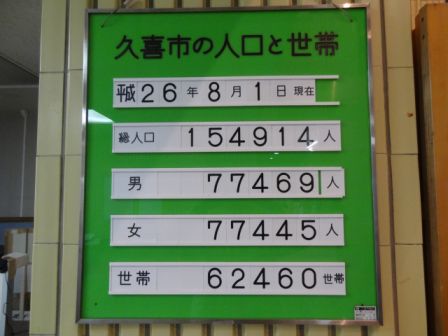 久喜市の人口と世帯
平成26年8月1日現在
総人口 154914人
男 77469人
女 77445人
世帯 62460世帯